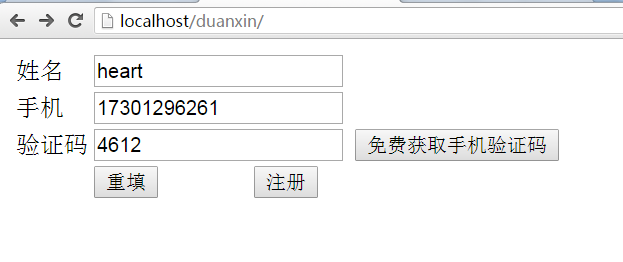 localhost/duanxin/
姓名 heart
手机 17301296261
验证码 4612 免费获取手机验证码
重填 注册